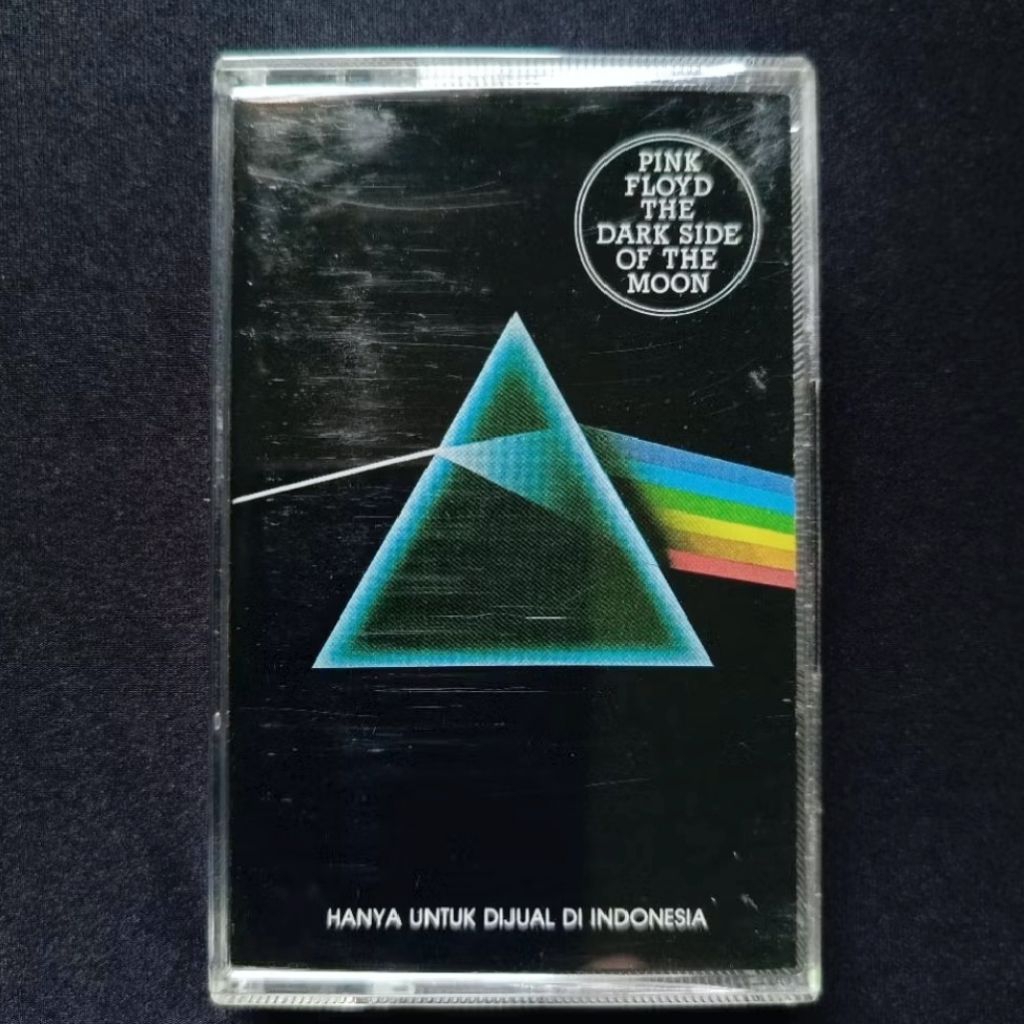 PINK
FLOYD
THE
DARK SIDE
OF THE
MOON
HANYA UNTUK DIJUAL DI INDONESIA